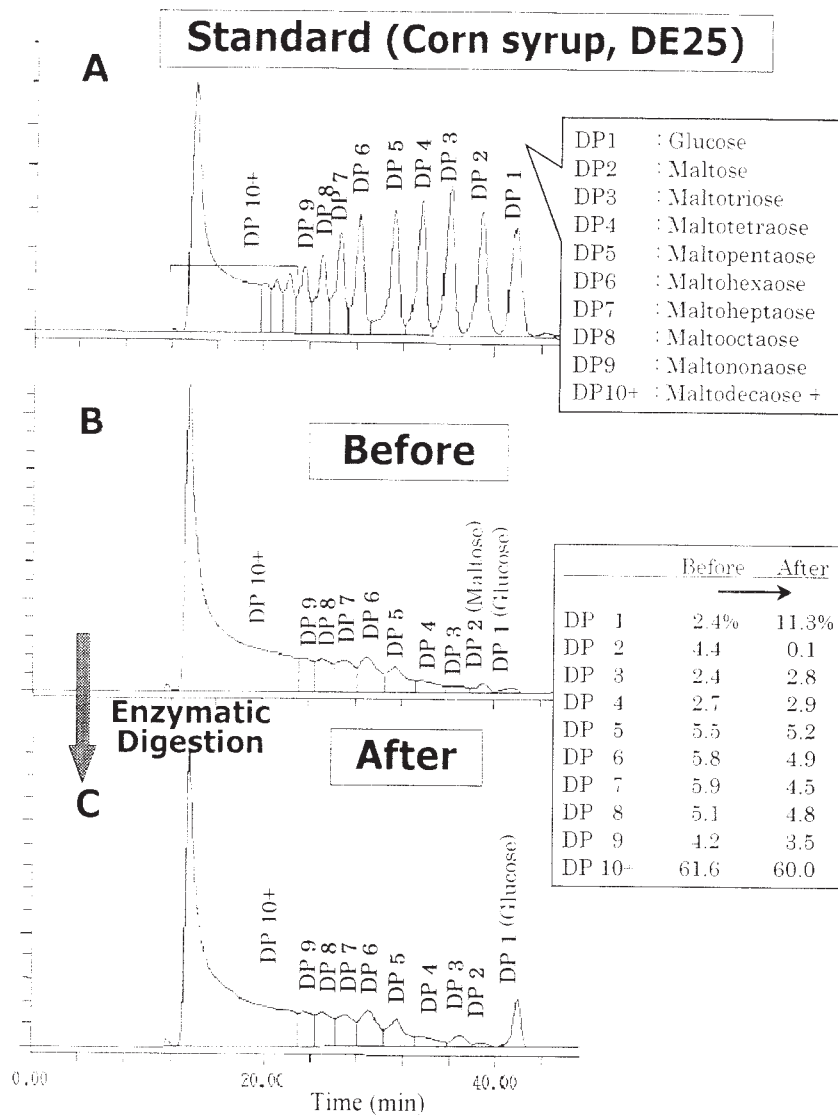 Standard (Corn syrup, DE25)
A
DP 10+
DP 9
DP 8
DP 7
DP 6
DP 5
DP 4
DP 3
DP 2
DP 1
DP1 : Glucose
DP2 : Maltose
DP3 : Maltotriose
DP4 : Maltotetraose
DP5 : Maltopentaose
DP6 : Maltohexaose
DP7 : Maltoheptaose
DP8 : Maltooctaose
DP9 : Maltononaose
DP10+ : Maltodecaose +
B
Before
DP 10+
DP 9
DP 8
DP 7
DP 6
DP 5
DP 4
DP 3
DP 2 (Maltose)
DP 1 (Glucose)
Before After
DP 1 2.4% 11.3%
DP 2 4.4 0.1
DP 3 2.4 2.8
DP 4 2.7 2.9
DP 5 5.5 5.2
DP 6 5.8 4.9
DP 7 5.9 4.5
DP 8 5.1 4.8
DP 9 4.2 3.5
DP 10+ 61.6 60.0
Enzymatic
Digestion
After
C
DP 10+
DP 9
DP 8
DP 7
DP 6
DP 5
DP 4
DP 3
DP 2
DP 1 (Glucose)
0.00 20.00 40.00
Time (min)